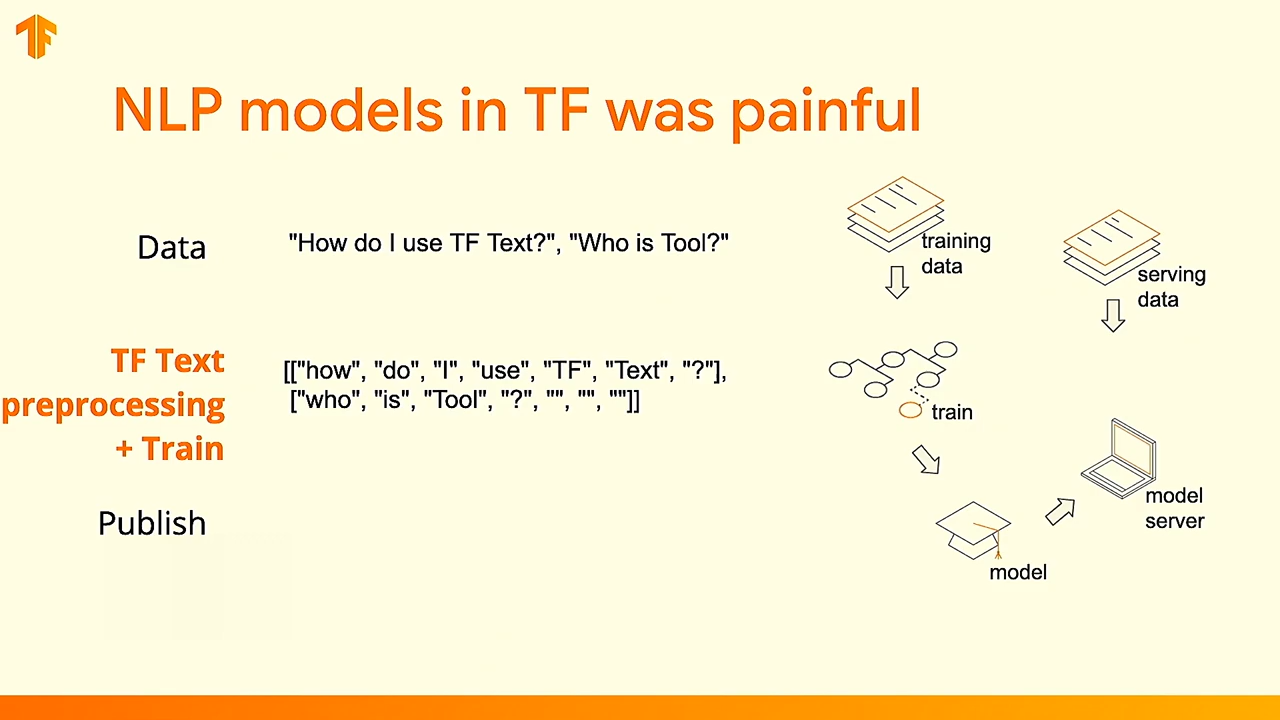 NLP models in TF was painful
Data
"How do I use TF Text?", "Who is Tool?"
training
data
serving
data
TF Text
preprocessing
+ Train
[["how", "do", "I", "use", "TF", "Text", "?"],
["who", "is", "Tool", "?", "", "", ""]]
train
Publish
model
server
model